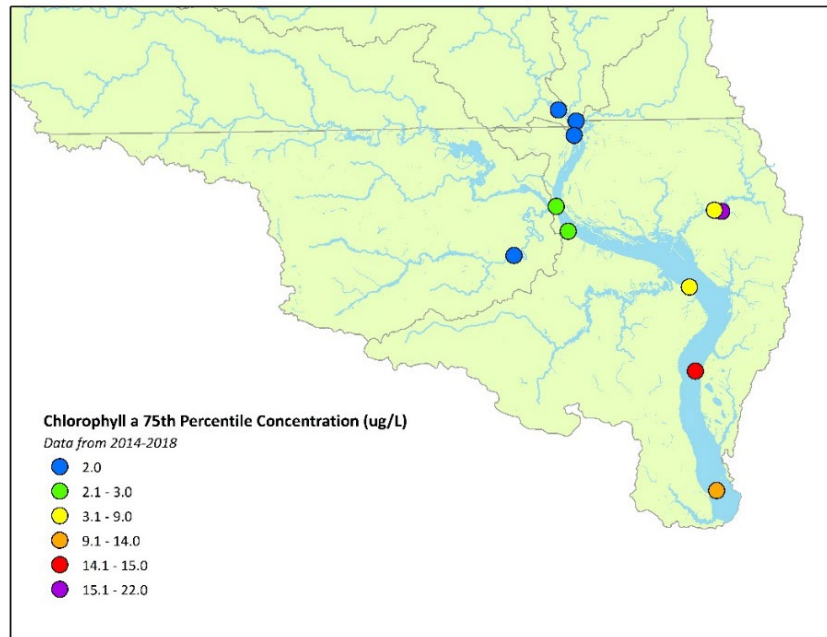 Chlorophyll a 75th Percentile Concentration (ug/L)
Data from 2014-2018
2.0
2.1 - 3.0
3.1 - 9.0
9.1 - 14.0
14.1 - 15.0
15.1 - 22.0